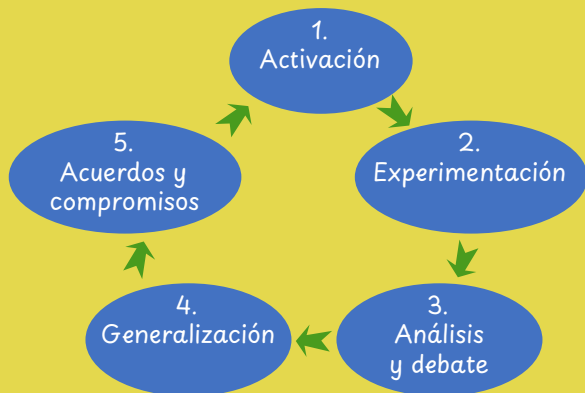 1.
Activación
2.
Experimentación
3.
Análisis
y debate
4.
Generalización
5.
Acuerdos y
compromisos